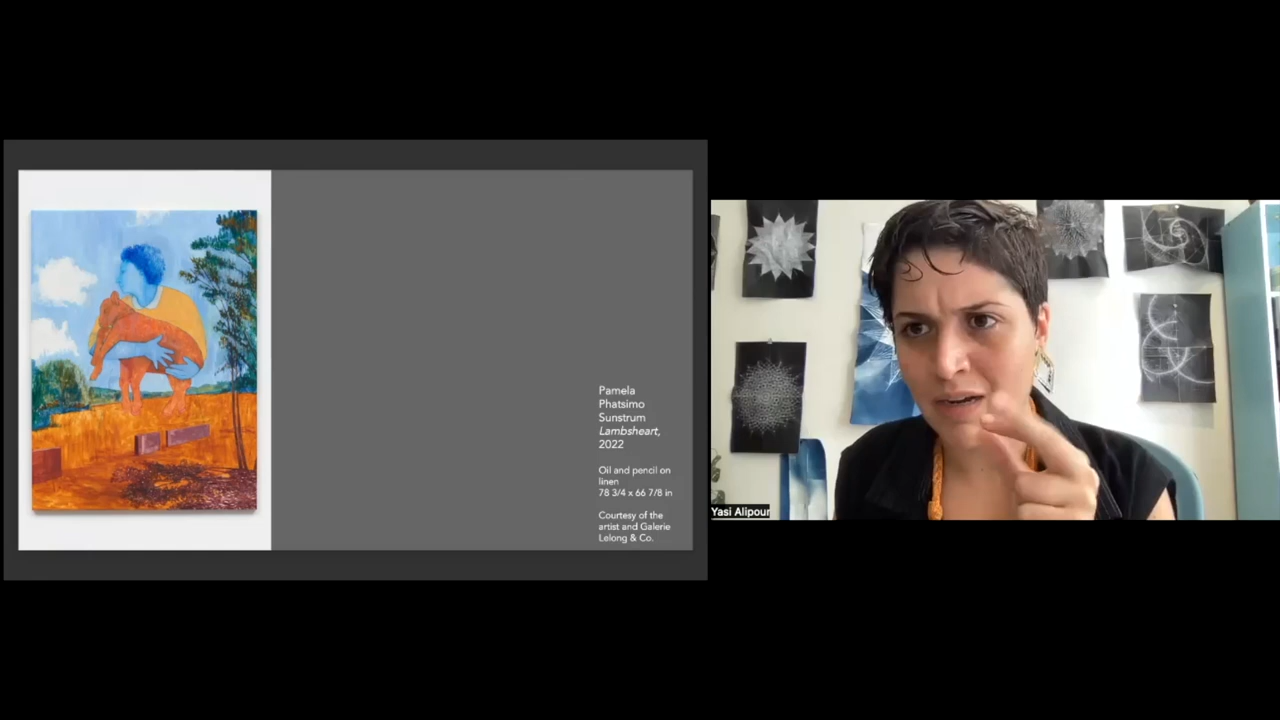 Pamela
Phatsimo
Sunstrum
Lambsheart,
2022
Oil and pencil on
linen
78 3/4 x 66 7/8 in
Courtesy of the
artist and Galerie
Lelong & Co.
Yasi Alipour